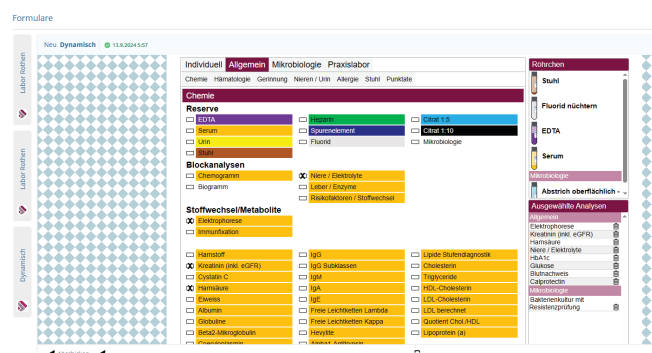 Formulare
Labor Rothen
Labor Rothen
Dynamisch
Neu Dynamisch 13.9.2024 5:57
Individuell Allgemein Mikrobiologie Praxislabor
Chemie Hämatologie Gerinnung Nieren / Urin Allergie Stuhl Punktate
Chemie
Reserve
EDTA Heparin Citrat 1:5
Serum Spurenelement Citrat 1:10
Urin Fluorid Mikrobiologie
Stuhl
Blockanalysen
Chemogramm Niere / Elektrolyte
Biogramm Leber / Enzyme
Risikofaktoren / Stoffwechsel
Stoffwechsel/Metabolite
Elektrophorese
Immunfixation
Harnstoff IgG Lipide Stufendiagnostik
Kreatinin (inkl. eGFR) IgG Subklassen Cholesterin
Cystatin C IgM Triglyceride
Harnsäure IgA HDL-Cholesterin
Eiweiss IgE LDL-Cholesterin
Albumin Freie Leichtketten Lambda LDL berechnet
Globuline Freie Leichtketten Kappa Quotient Chol./HDL
Beta2-Mikroglobulin Hevylite Lipoprotein (a)
Röhrchen
Stuhl
Fluorid nüchtern
EDTA
Serum
Mikrobiologie
Abstrich oberflächlich -
Ausgewählte Analysen
Allgemein
Elektrophorese
Kreatinin (inkl. eGFR)
Harnsäure
Niere / Elektrolyte
HbA1c
Glukose
Blutnachweis
Calprotectin
Mikrobiologie
Bakterienkultur mit
Resistenzprüfung